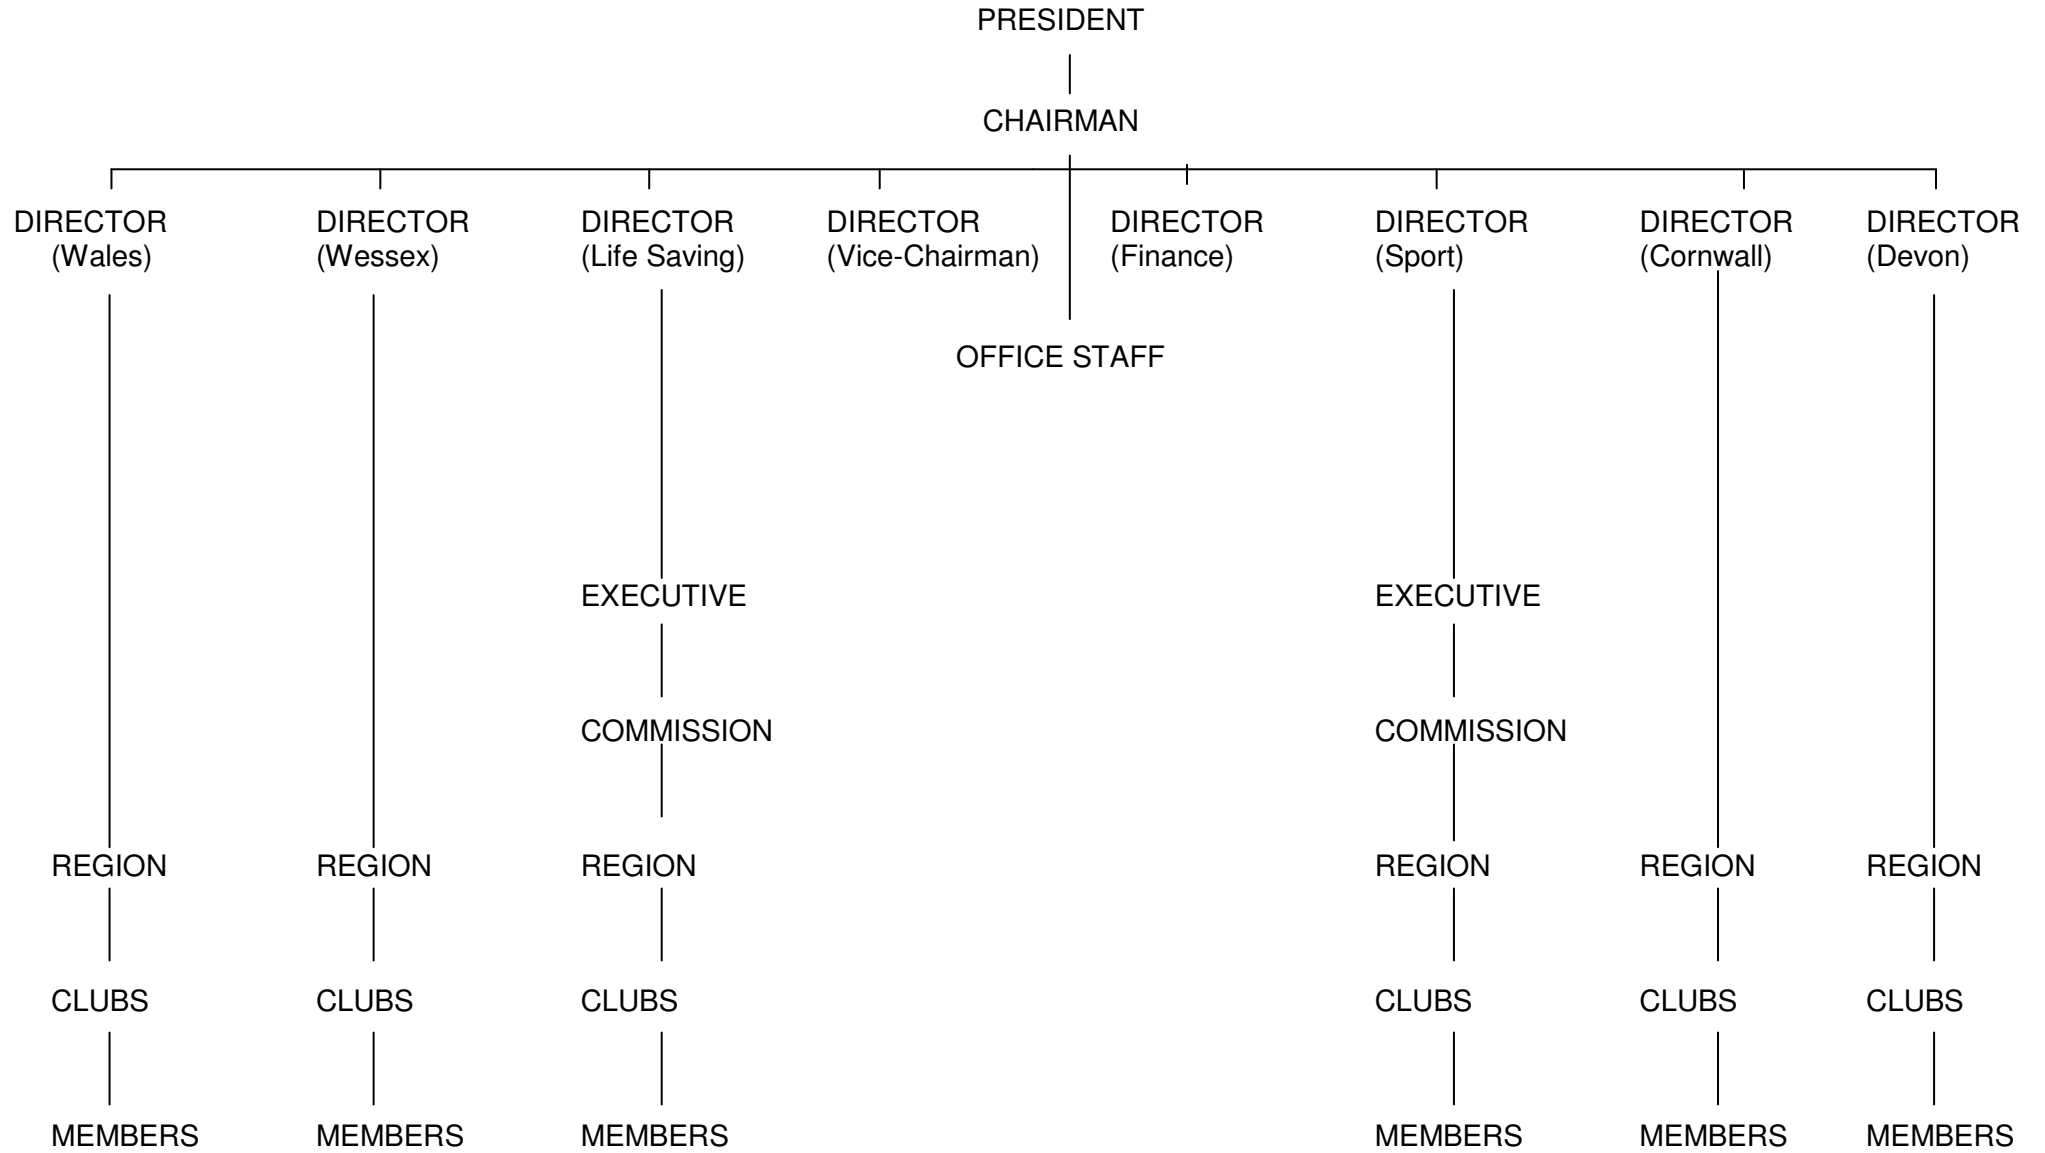 PRESIDENT
CHAIRMAN
DIRECTOR DIRECTOR DIRECTOR DIRECTOR DIRECTOR DIRECTOR DIRECTOR DIRECTOR
(Wales) (Wessex) (Life Saving) (Vice-Chairman) (Finance) (Sport) (Cornwall) (Devon)
OFFICE STAFF
EXECUTIVE EXECUTIVE
COMMISSION COMMISSION
REGION REGION REGION REGION REGION REGION
CLUBS CLUBS CLUBS CLUBS CLUBS CLUBS
MEMBERS MEMBERS MEMBERS MEMBERS MEMBERS MEMBERS